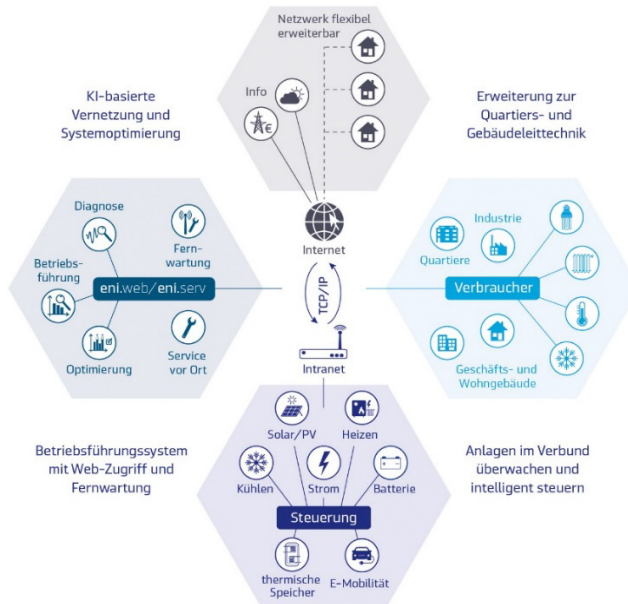 Netzwerk flexibel
erweiterbar
Info
KI-basierte
Vernetzung und
Systemoptimierung
Erweiterung zur
Quartiers- und
Gebäudeleittechnik
Diagnose
Fern-
wartung
Betriebs-
führung
eni.web/eni.serv
Optimierung
Service
vor Ort
Internet
TCP/IP
Intranet
Industrie
Quartiere
Verbraucher
Geschäfts- und
Wohngebäude
Betriebsführungssystem
mit Web-Zugriff und
Fernwartung
Solar/PV
Heizen
Kühlen
Strom
Batterie
Steuerung
thermische
Speicher
E-Mobilität
Anlagen im Verbund
überwachen und
intelligent steuern